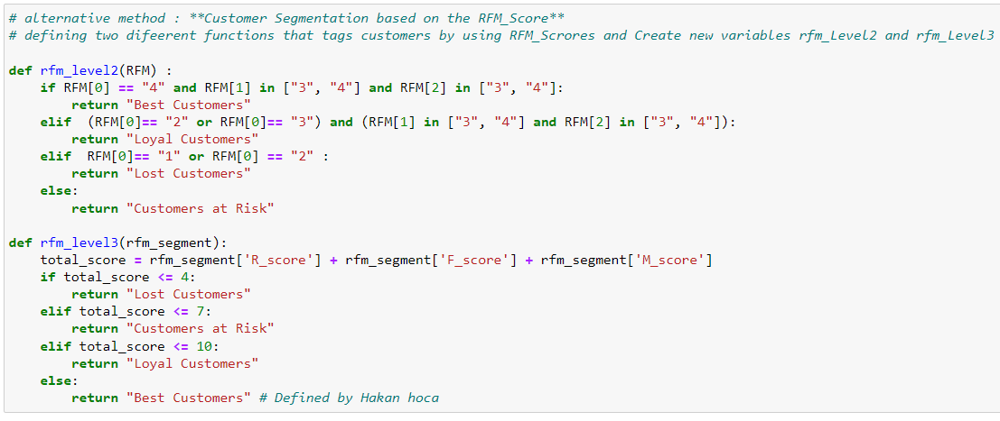 # alternative method : **Customer Segmentation based on the RFM_Score**
# defining two difeerent functions that tags customers by using RFM_Scrores and Create new variables rfm_Level2 and rfm_Level3

def rfm_level2(RFM) :
    if RFM[0] == "4" and RFM[1] in ["3", "4"] and RFM[2] in ["3", "4"]:
        return "Best Customers"
    elif  (RFM[0]== "2" or RFM[0]== "3") and (RFM[1] in ["3", "4"] and RFM[2] in ["3", "4"]):
        return "Loyal Customers"
    elif  RFM[0]== "1" or RFM[0] == "2" :
        return "Lost Customers"
    else:
        return "Customers at Risk"

def rfm_level3(rfm_segment):
    total_score = rfm_segment['R_score'] + rfm_segment['F_score'] + rfm_segment['M_score']
    if total_score <= 4:
        return "Lost Customers"
    elif total_score <= 7:
        return "Customers at Risk"
    elif total_score <= 10:
        return "Loyal Customers"
    else:
        return "Best Customers" # Defined by Hakan hoca